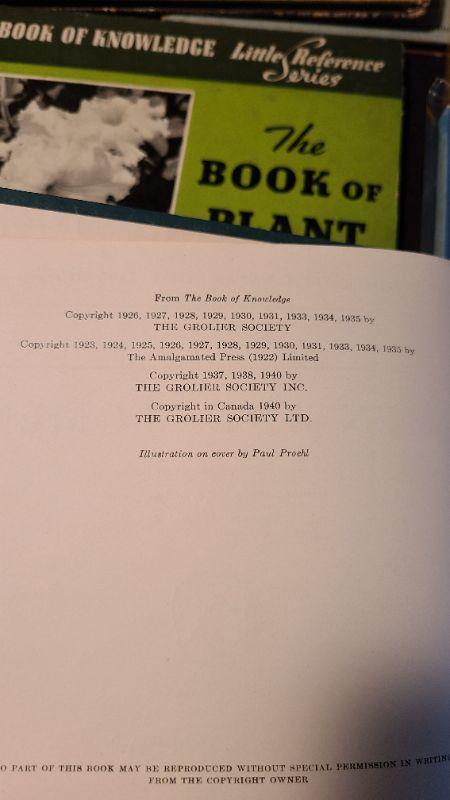 BOOK OF KNOWLEDGE Little Reference Series
The
BOOK OF
PLANT
From The Book of Knowledge
Copyright 1926, 1927, 1928, 1929, 1930, 1931, 1933, 1934, 1935 by
THE GROLIER SOCIETY
Copyright 1923, 1924, 1925, 1926, 1927, 1928, 1929, 1930, 1931, 1933, 1934, 1935 by
The Amalgamated Press (1922) Limited
Copyright 1937, 1938, 1940 by
THE GROLIER SOCIETY INC.
Copyright in Canada 1940 by
THE GROLIER SOCIETY LTD.
Illustration on cover by Paul Proehl
O PART OF THIS BOOK MAY BE REPRODUCED WITHOUT SPECIAL PERMISSION IN WRITING
FROM THE COPYRIGHT OWNER